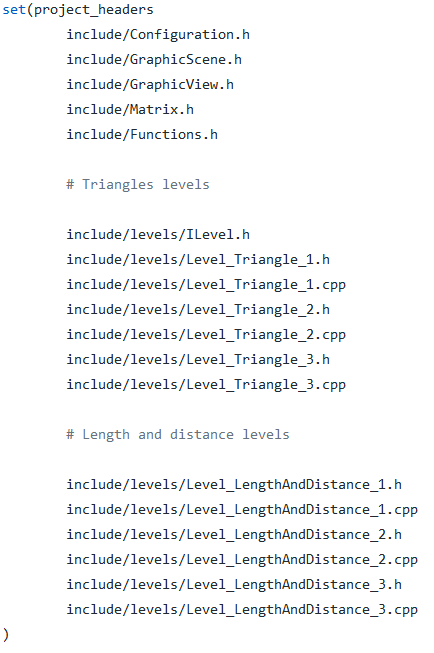 set(project_headers
include/Configuration.h
include/GraphicScene.h
include/GraphicView.h
include/Matrix.h
include/Functions.h
# Triangles levels
include/levels/ILevel.h
include/levels/Level_Triangle_1.h
include/levels/Level_Triangle_1.cpp
include/levels/Level_Triangle_2.h
include/levels/Level_Triangle_2.cpp
include/levels/Level_Triangle_3.h
include/levels/Level_Triangle_3.cpp
# Length and distance levels
include/levels/Level_LengthAndDistance_1.h
include/levels/Level_LengthAndDistance_1.cpp
include/levels/Level_LengthAndDistance_2.h
include/levels/Level_LengthAndDistance_2.cpp
include/levels/Level_LengthAndDistance_3.h
include/levels/Level_LengthAndDistance_3.cpp
)